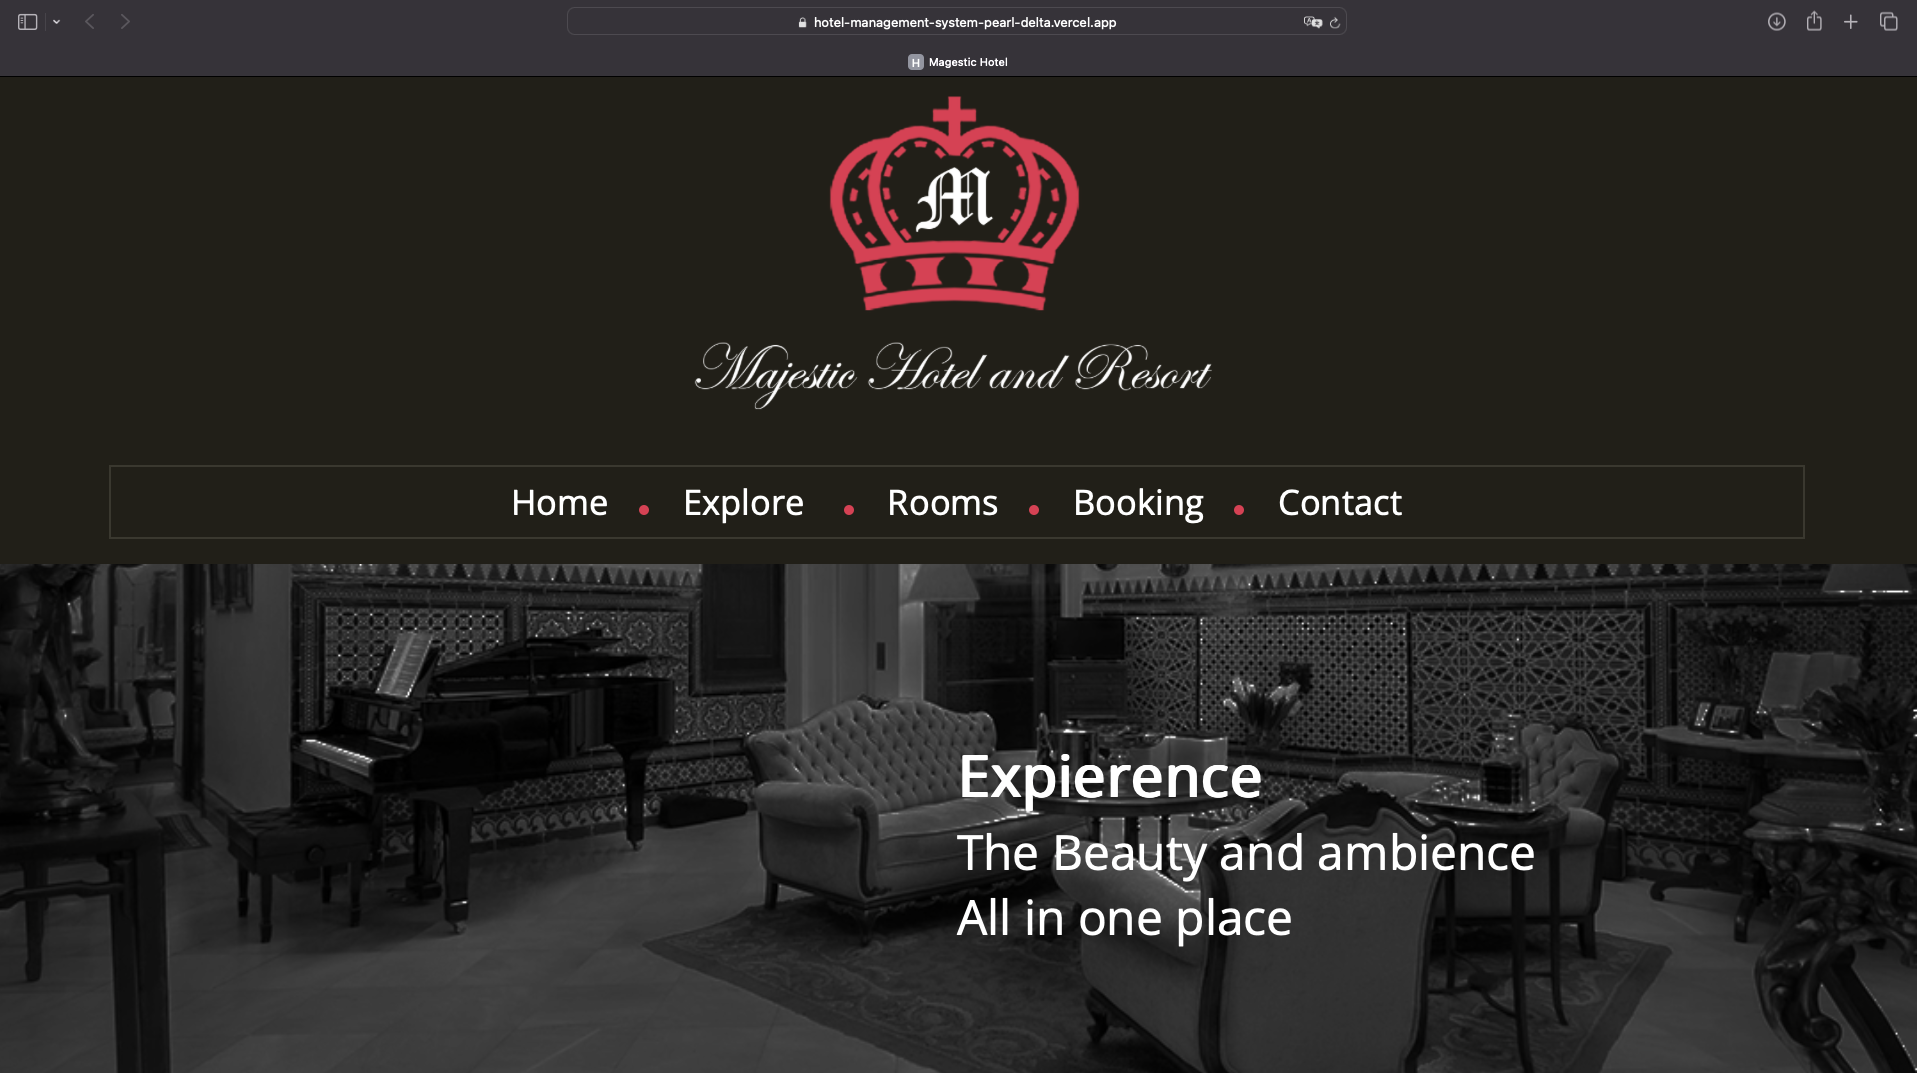 hotel-management-system-pearl-delta.vercel.app
H Magestic Hotel
M
Majestic Hotel and Resort
Home Explore Rooms Booking Contact
Expierence
The Beauty and ambience
All in one place